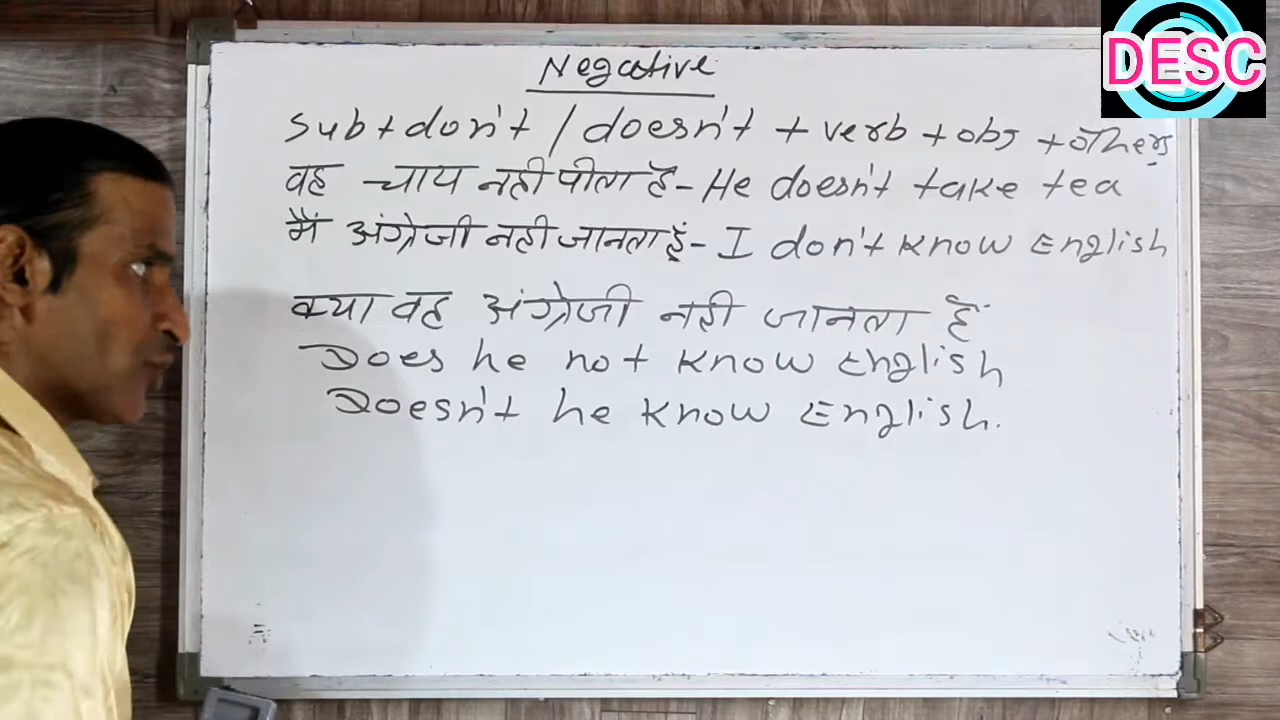 DESC
Negative
Sub + don't / doesn't + verb + obj + others
वह चाय नही पीता है - He doesn't take tea
मैं अंग्रेजी नही जानता हूँ - I don't know English
क्या वह अंग्रेजी नही जानता है
Does he not know English
Doesn't he know English.